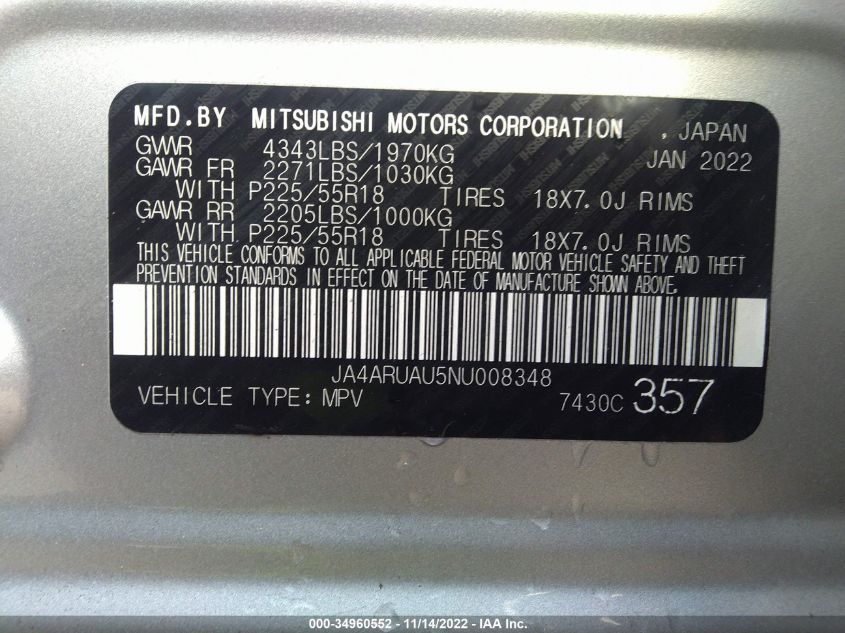 MFD.BY MITSUBISHI MOTORS CORPORATION , JAPAN
GVWR 4343LBS/1970KG JAN 2022
GAWR FR 2271LBS/1030KG
WITH P225/55R18 TIRES 18X7.0J RIMS
GAWR RR 2205LBS/1000KG
WITH P225/55R18 TIRES 18X7.0J RIMS
THIS VEHICLE CONFORMS TO ALL APPLICABLE FEDERAL MOTOR VEHICLE SAFETY AND THEFT
PREVENTION STANDARDS IN EFFECT ON THE DATE OF MANUFACTURE SHOWN ABOVE.
JA4ARUAU5NU008348
VEHICLE TYPE: MPV 7430C 357
000-34960552 - 11/14/2022 - IAA Inc.